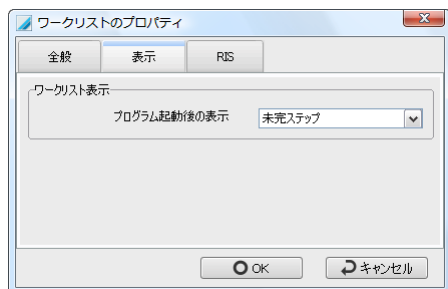 ワークリストのプロパティ
全般 表示 RIS
ワークリスト表示
プログラム起動後の表示 未完ステップ
OK キャンセル